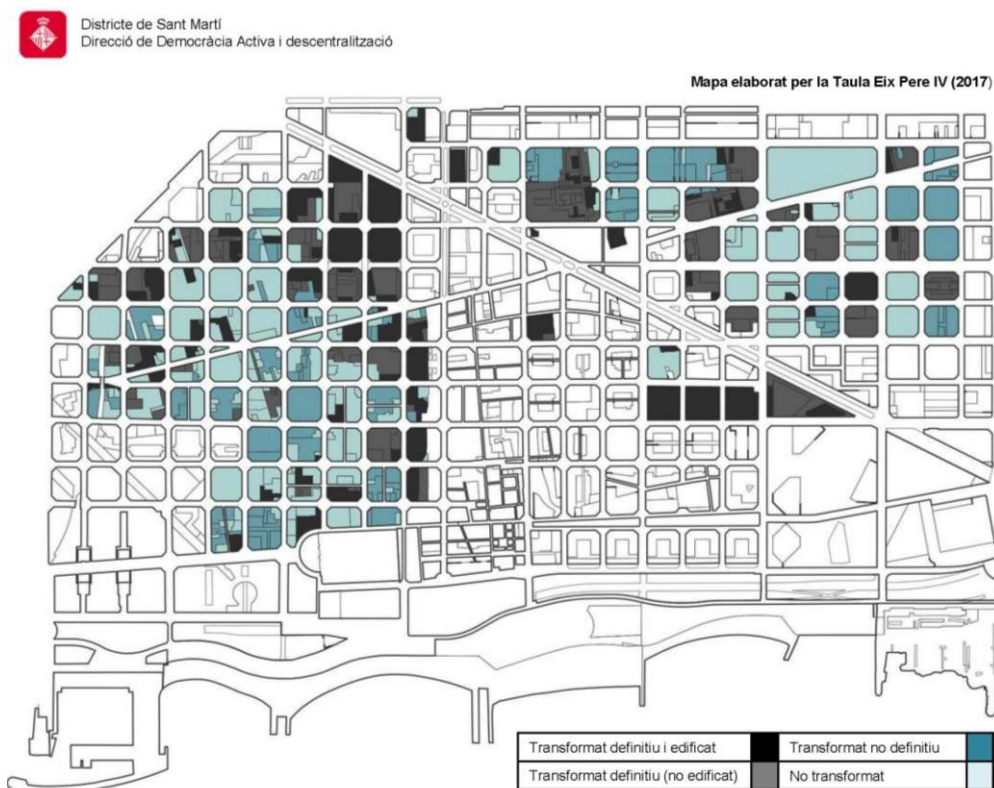 Districte de Sant Martí
Direcció de Democràcia Activa i descentralització
Mapa elaborat per la Taula Eix Pere IV (2017)
Transformat definitiu i edificat
Transformat no definitiu
Transformat definitiu (no edificat)
No transformat